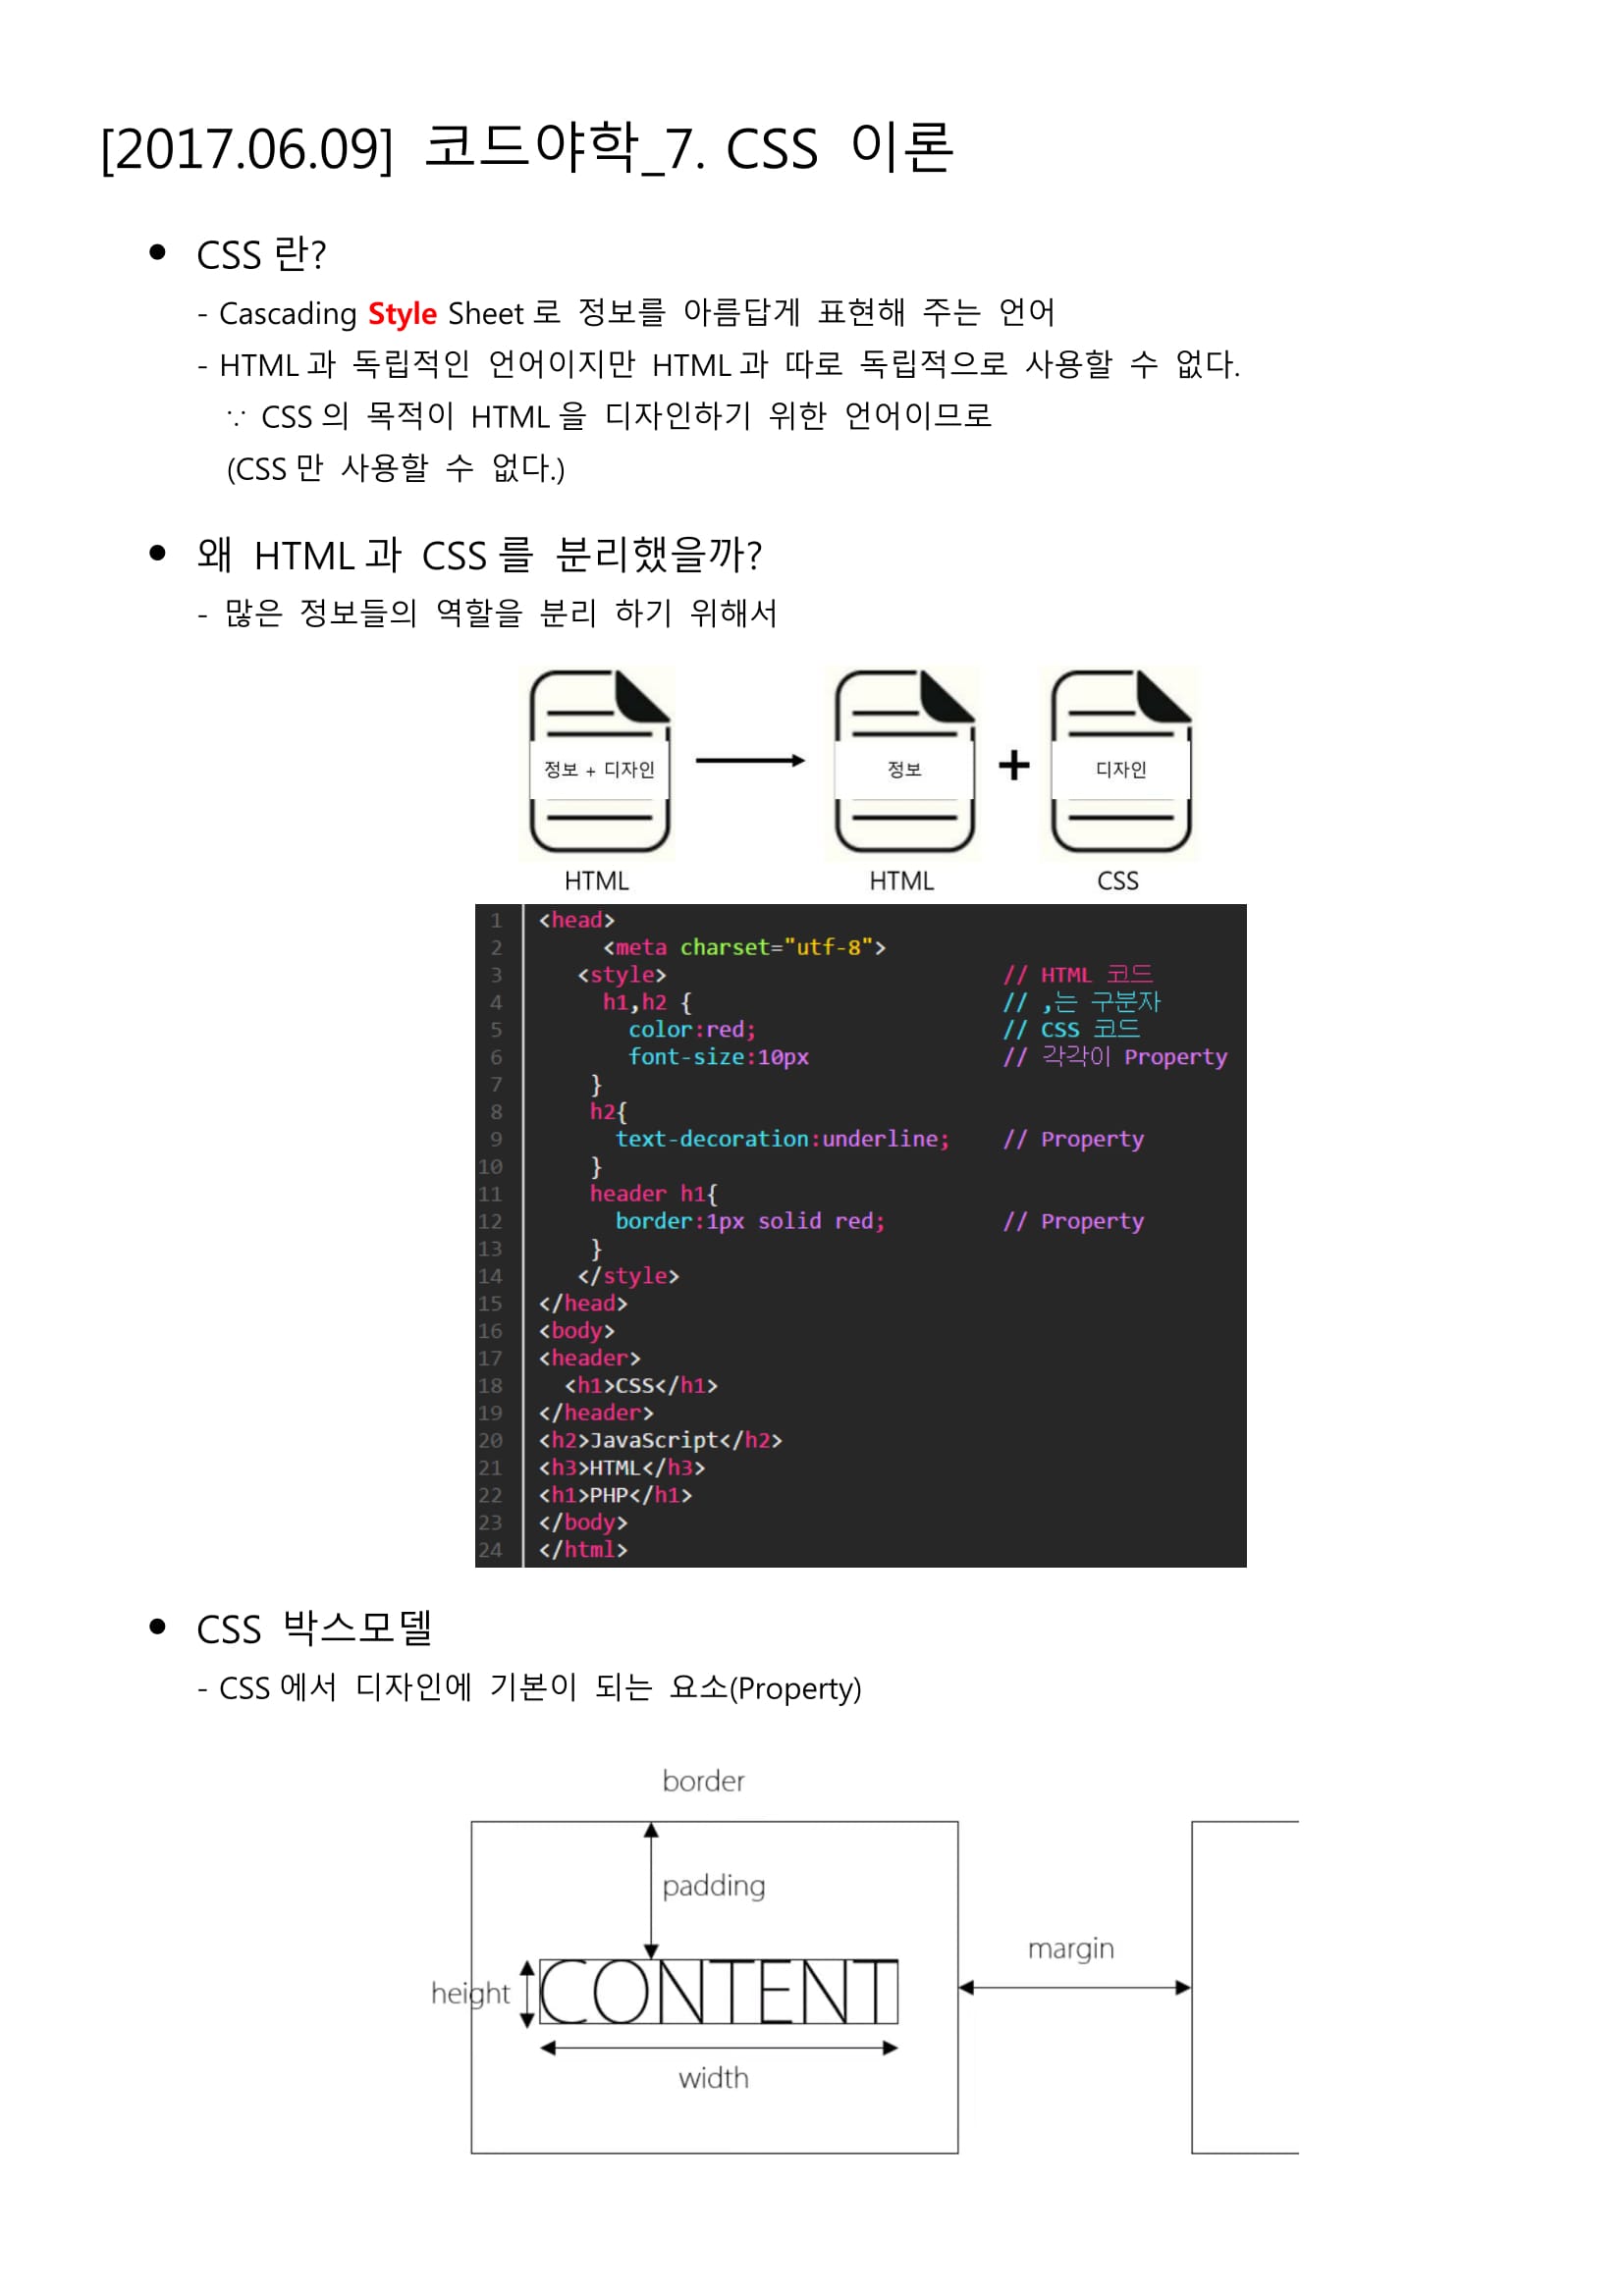 [2017.06.09] 코드야학_7. CSS 이론
● CSS 란?
- Cascading Style Sheet 로 정보를 아름답게 표현해 주는 언어
- HTML 과 독립적인 언어이지만 HTML 과 따로 독립적으로 사용할 수 없다.
∵ CSS 의 목적이 HTML 을 디자인하기 위한 언어이므로
(CSS 만 사용할 수 없다.)
● 왜 HTML 과 CSS 를 분리했을까?
- 많은 정보들의 역할을 분리 하기 위해서
정보 + 디자인 정보 + 디자인
HTML HTML CSS
1 <head>
2 <meta charset="utf-8">
3 <style> // HTML 코드
4 h1,h2 { // ,는 구분자
5 color:red; // CSS 코드
6 font-size:10px // 각각이 Property
7 }
8 h2{
9 text-decoration:underline; // Property
10 }
11 header h1{
12 border:1px solid red; // Property
13 }
14 </style>
15 </head>
16 <body>
17 <header>
18 <h1>CSS</h1>
19 </header>
20 <h2>JavaScript</h2>
21 <h3>HTML</h3>
22 <h1>PHP</h1>
23 </body>
24 </html>
● CSS 박스모델
- CSS 에서 디자인에 기본이 되는 요소(Property)
border
padding
margin
height CONTENT
width